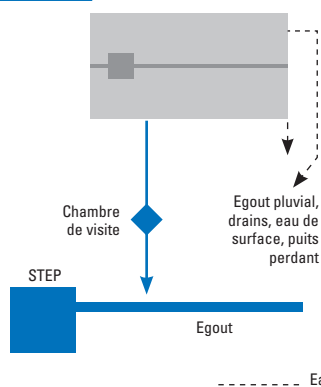 Egout pluvial,
drains, eau de
surface, puits
perdant
Chambre
de visite
STEP
Egout